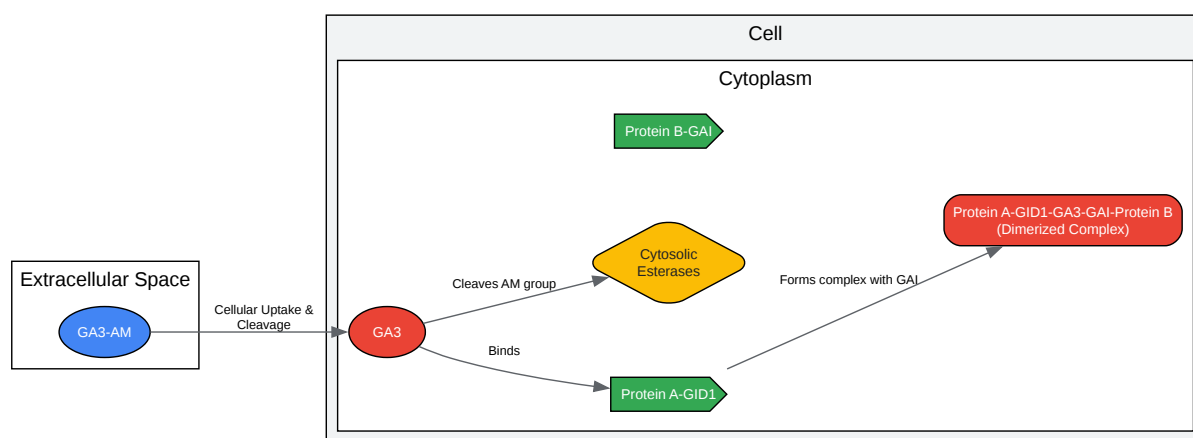 Cell
Cytoplasm
Protein B-GAI
Protein A-GID1-GA3-GAI-Protein B
(Dimerized Complex)
Cytosolic
Esterases
Extracellular Space
Cleaves AM group
Forms complex with GAI
Cellular Uptake &
Cleavage
GA3-AM
GA3
Binds
Protein A-GID1